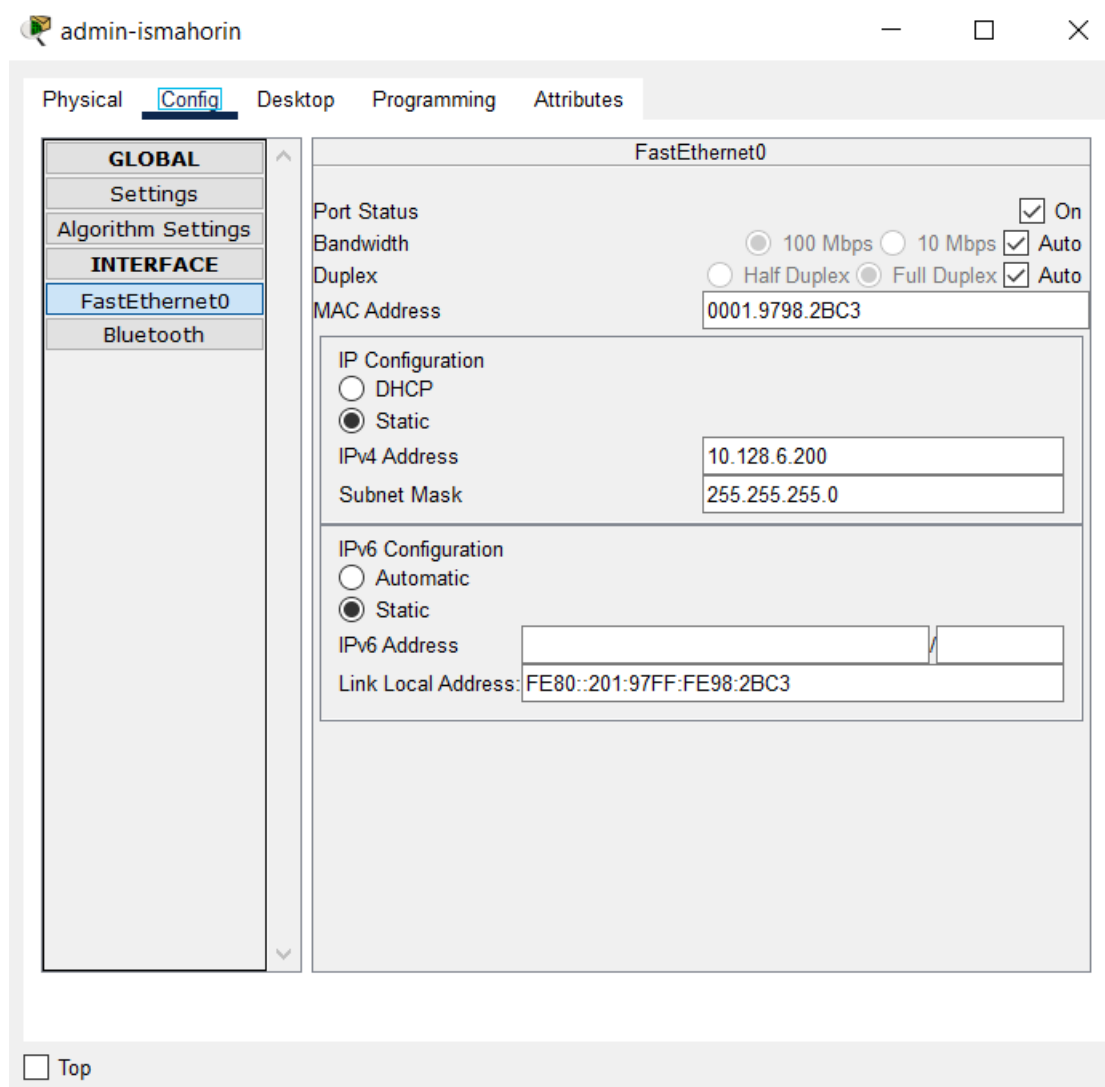 admin-ismahorin
Physical Config Desktop Programming Attributes
GLOBAL
Settings
Algorithm Settings
INTERFACE
FastEthernet0
Bluetooth
FastEthernet0
Port Status On
Bandwidth 100 Mbps 10 Mbps Auto
Duplex Half Duplex Full Duplex Auto
MAC Address 0001.9798.2BC3
IP Configuration
DHCP
Static
IPv4 Address 10.128.6.200
Subnet Mask 255.255.255.0
IPv6 Configuration
Automatic
Static
IPv6 Address /
Link Local Address: FE80::201:97FF:FE98:2BC3
Top